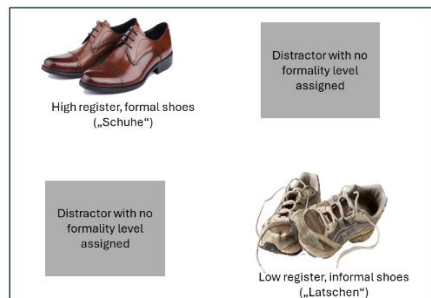 High register, formal shoes
(„Schuhe“)
Distractor with no
formality level
assigned
Distractor with no
formality level
assigned
Low register, informal shoes
(„Latschen“)